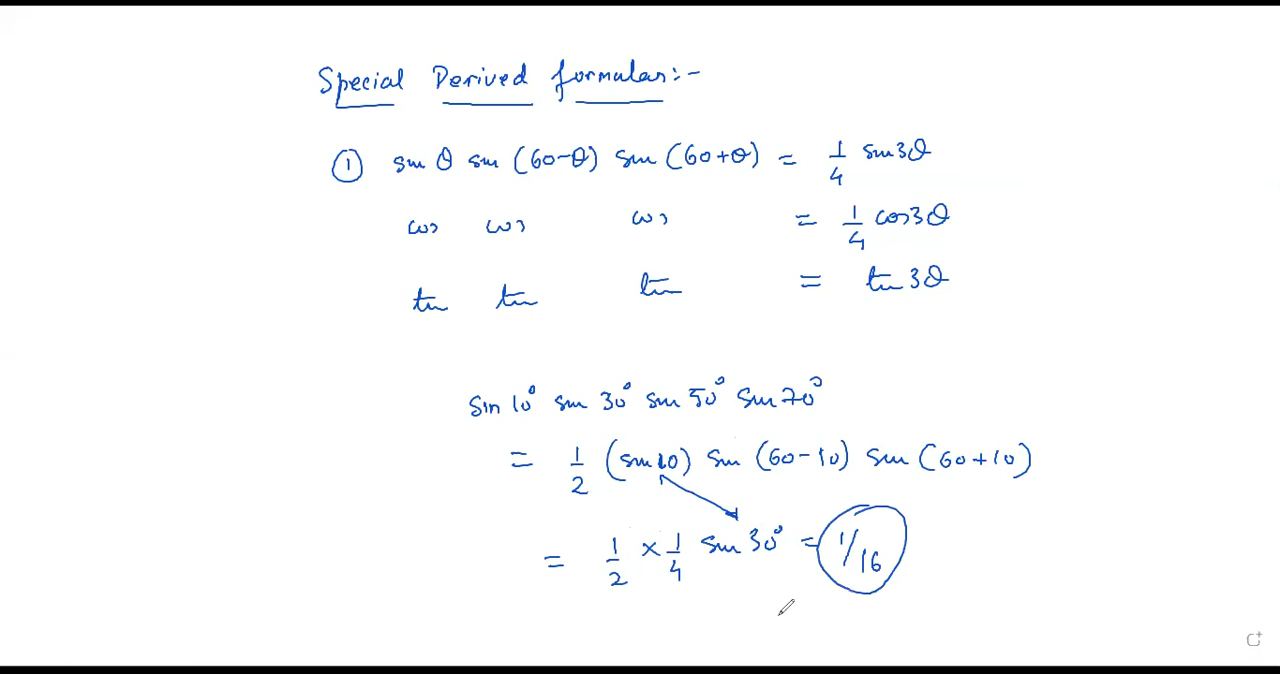 Special Derived formulas:-
① sin θ sin (60-θ) sin (60+θ) = 1/4 sin3θ
cos cos cos = 1/4 cos3θ
tan tan tan = tan 3θ
sin 10° sin 30° sin 50° sin 70°
= 1/2 (sin 10) sin (60-10) sin (60+10)
= 1/2 × 1/4 sin 30° = 1/16